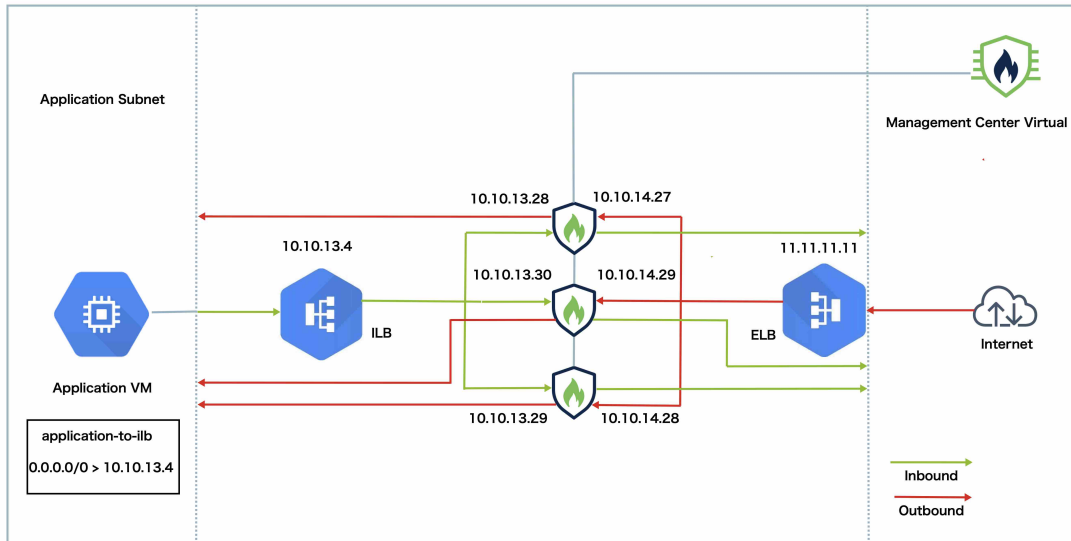 Application Subnet
Management Center Virtual
10.10.13.28
10.10.14.27
10.10.13.4
11.11.11.11
10.10.13.30
10.10.14.29
ILB
ELB
Internet
Application VM
10.10.13.29
10.10.14.28
application-to-ilb
0.0.0.0/0 > 10.10.13.4
Inbound
Outbound